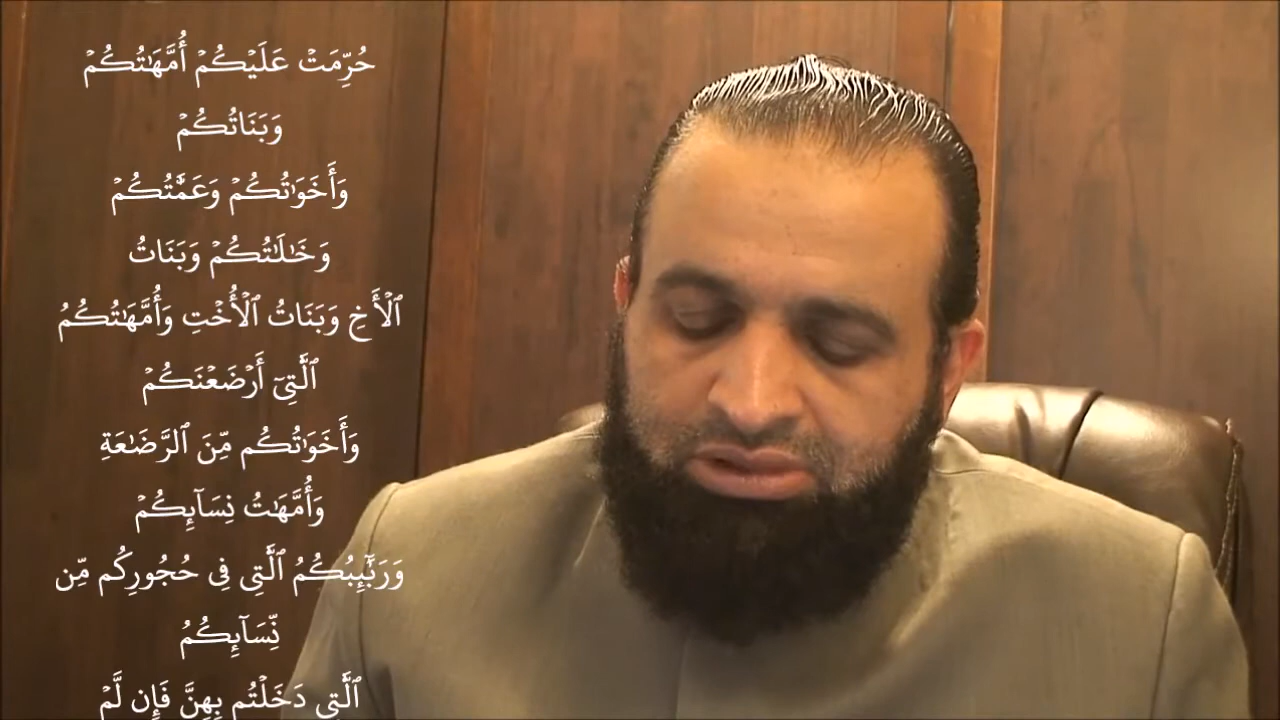 حُرِّمَتۡ عَلَيۡكُمۡ أُمَّهَٰتُكُمۡ
وَبَنَاتُكُمۡ
وَأَخَوَٰتُكُمۡ وَعَمَّٰتُكُمۡ
وَخَٰلَٰتُكُمۡ وَبَنَاتُ
ٱلۡأَخِ وَبَنَاتُ ٱلۡأُخۡتِ وَأُمَّهَٰتُكُمُ
ٱلَّٰتِيٓ أَرۡضَعۡنَكُمۡ
وَأَخَوَٰتُكُم مِّنَ ٱلرَّضَٰعَةِ
وَأُمَّهَٰتُ نِسَآئِكُمۡ
وَرَبَٰٓئِبُكُمُ ٱلَّٰتِي فِي حُجُورِكُم مِّن
نِّسَآئِكُمُ
ٱلَّٰتِي دَخَلۡتُم بِهِنَّ فَإِن لَّمۡ